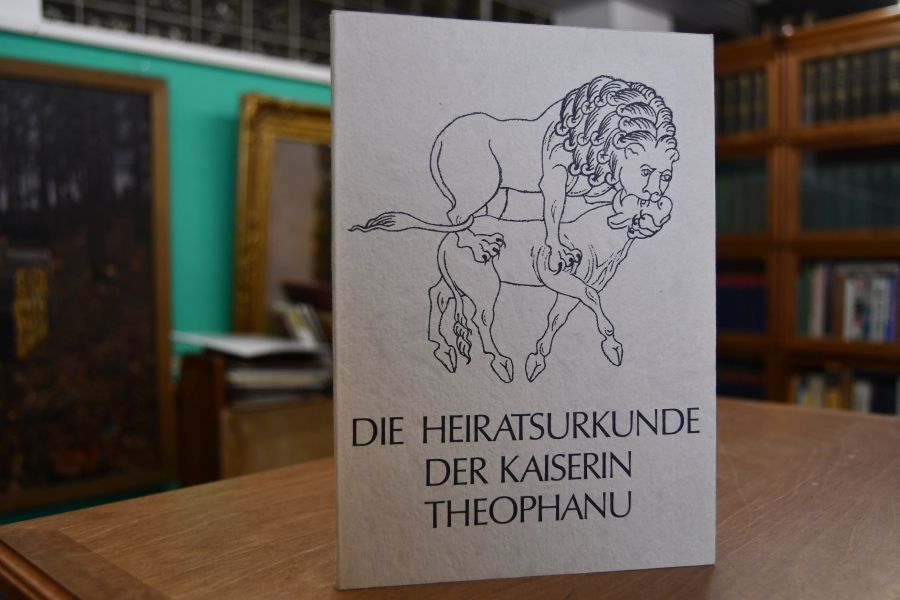 DIE HEIRATSURKUNDE
DER KAISERIN
THEOPHANU